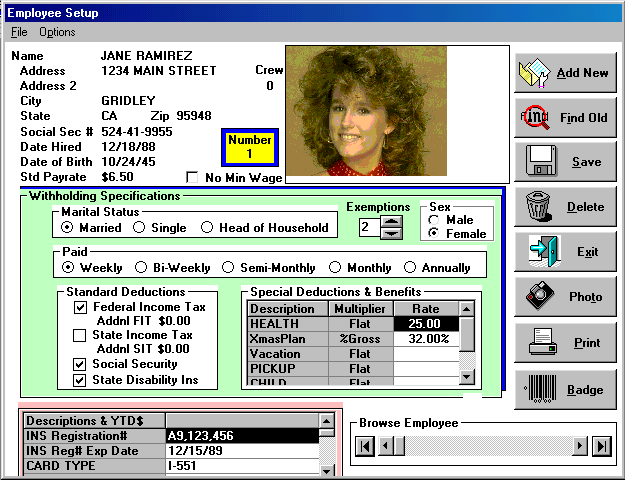 Employee Setup
File Options
Name JANE RAMIREZ
Address 1234 MAIN STREET Crew
Address 2 0
City GRIDLEY
State CA Zip 95948
Social Sec # 524-41-9955
Date Hired 12/18/88
Date of Birth 10/24/45
Std Payrate $6.50 No Min Wage
Number
1
Add New
Find Old
Save
Delete
Exit
Photo
Print
Badge
Withholding Specifications
Marital Status
Married Single Head of Household
Exemptions
2
Sex
Male
Female
Paid
Weekly Bi-Weekly Semi-Monthly Monthly Annually
Standard Deductions
Federal Income Tax
Addnl FIT $0.00
State Income Tax
Addnl SIT $0.00
Social Security
State Disability Ins
Special Deductions & Benefits
Description Multiplier Rate
HEALTH Flat 25.00
XmasPlan %Gross 32.00%
Vacation Flat
PICKUP Flat
CHILD Flat
Descriptions & YTD$
INS Registration# A9,123,456
INS Reg# Exp Date 12/15/89
CARD TYPE I-551
Browse Employee